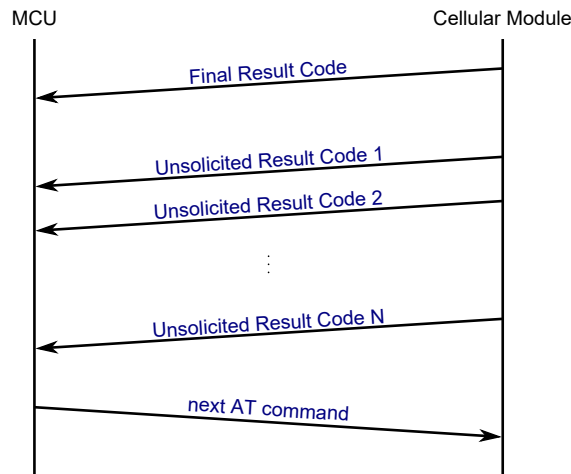 MCU
Cellular Module
Final Result Code
Unsolicited Result Code 1
Unsolicited Result Code 2
⋮
Unsolicited Result Code N
next AT command